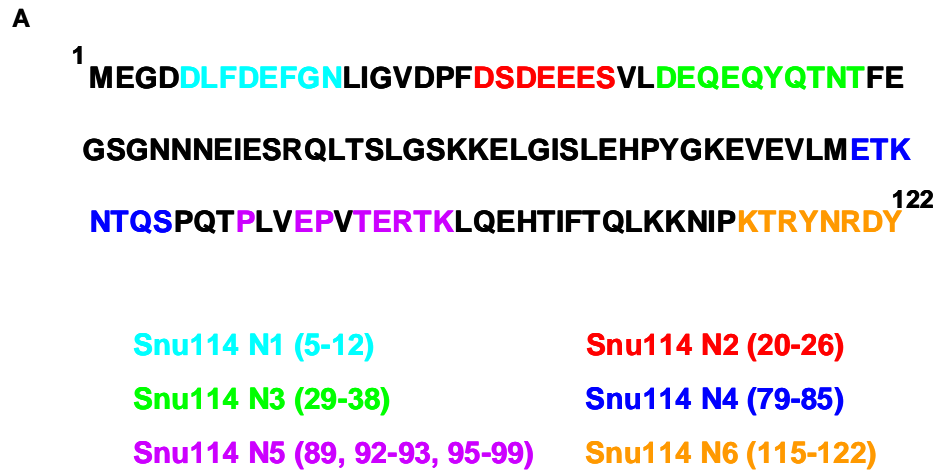 A
1
MEGDDLFDEFGNLIGVDPFDSDEEESVLDEQEQYQTNTFE
GSGNNNEIESRQLTSLGSKKELGISLEHPYGKEVEVLMETK
NTQSPQTPLVEPVTERTKLQEHTIFTQLKKNIPKTRYNRDY
122
Snu114 N1 (5-12) Snu114 N2 (20-26)
Snu114 N3 (29-38) Snu114 N4 (79-85)
Snu114 N5 (89, 92-93, 95-99) Snu114 N6 (115-122)